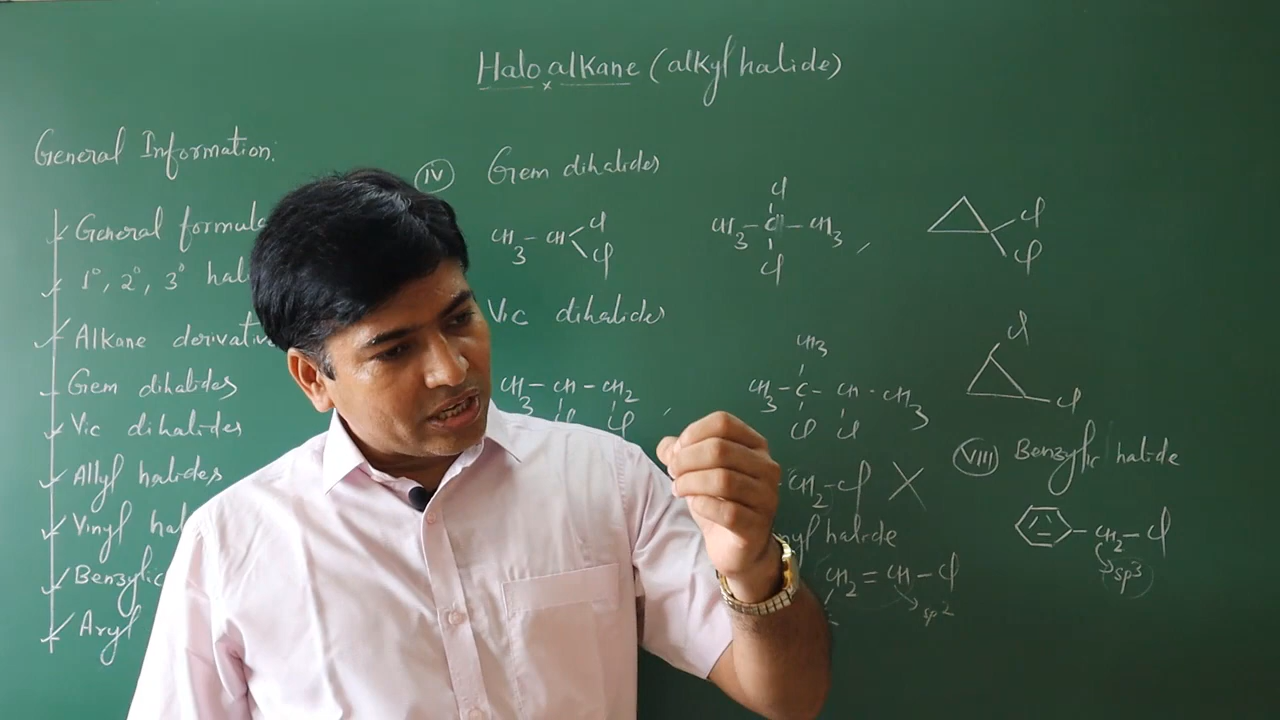 Haloalkane (alkyl halide)
General Information:
General formula
1°, 2°, 3° hal
Alkane derivative
Gem dihalides
Vic dihalides
Allyl halides
Vinyl hal
Benzylic
Aryl
iv Gem dihalides
CH3 - CH Cl Cl
Cl
CH3 - C - CH3,
Cl
Cl
Cl
Vic dihalides
CH3 - CH - CH2
Cl Cl ,
CH3
CH3 - C - CH - CH3
Cl Cl
Cl
Cl
CH2 - Cl X
nyl halide
CH2 = CH - Cl
sp2
VIII Benzylic halide
CH2 - Cl
sp3